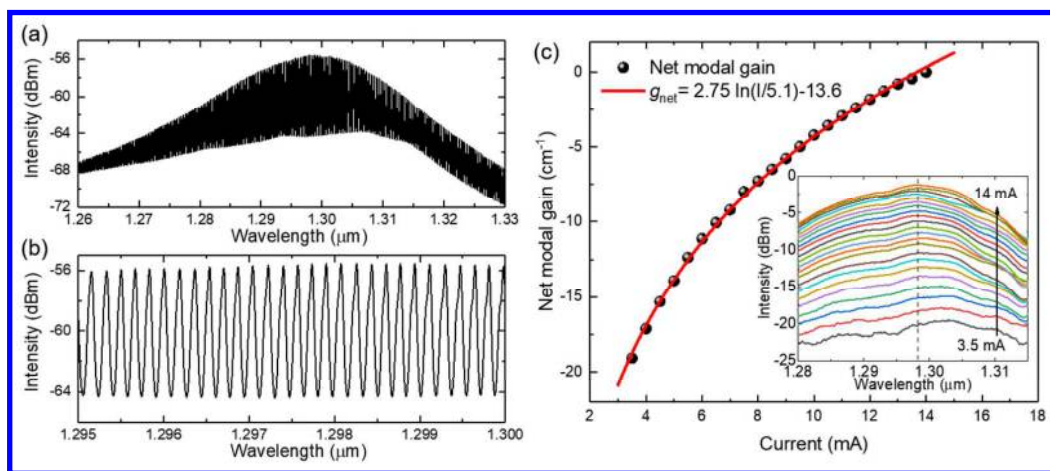 (a)
-56
-60
-64
-68
-72
Intensity (dBm)
1.26 1.27 1.28 1.29 1.30 1.31 1.32 1.33
Wavelength (μm)
(b)
-56
-60
-64
Intensity (dBm)
1.295 1.296 1.297 1.298 1.299 1.300
Wavelength (μm)
(c)
Net modal gain
gnet= 2.75 ln(I/5.1)-13.6
0
-5
-10
-15
-20
Net modal gain (cm-1)
2 4 6 8 10 12 14 16 18
Current (mA)
0
-5
-10
-15
-20
-25
Intensity (dBm)
14 mA
3.5 mA
1.28 1.29 1.30 1.31
Wavelength (μm)